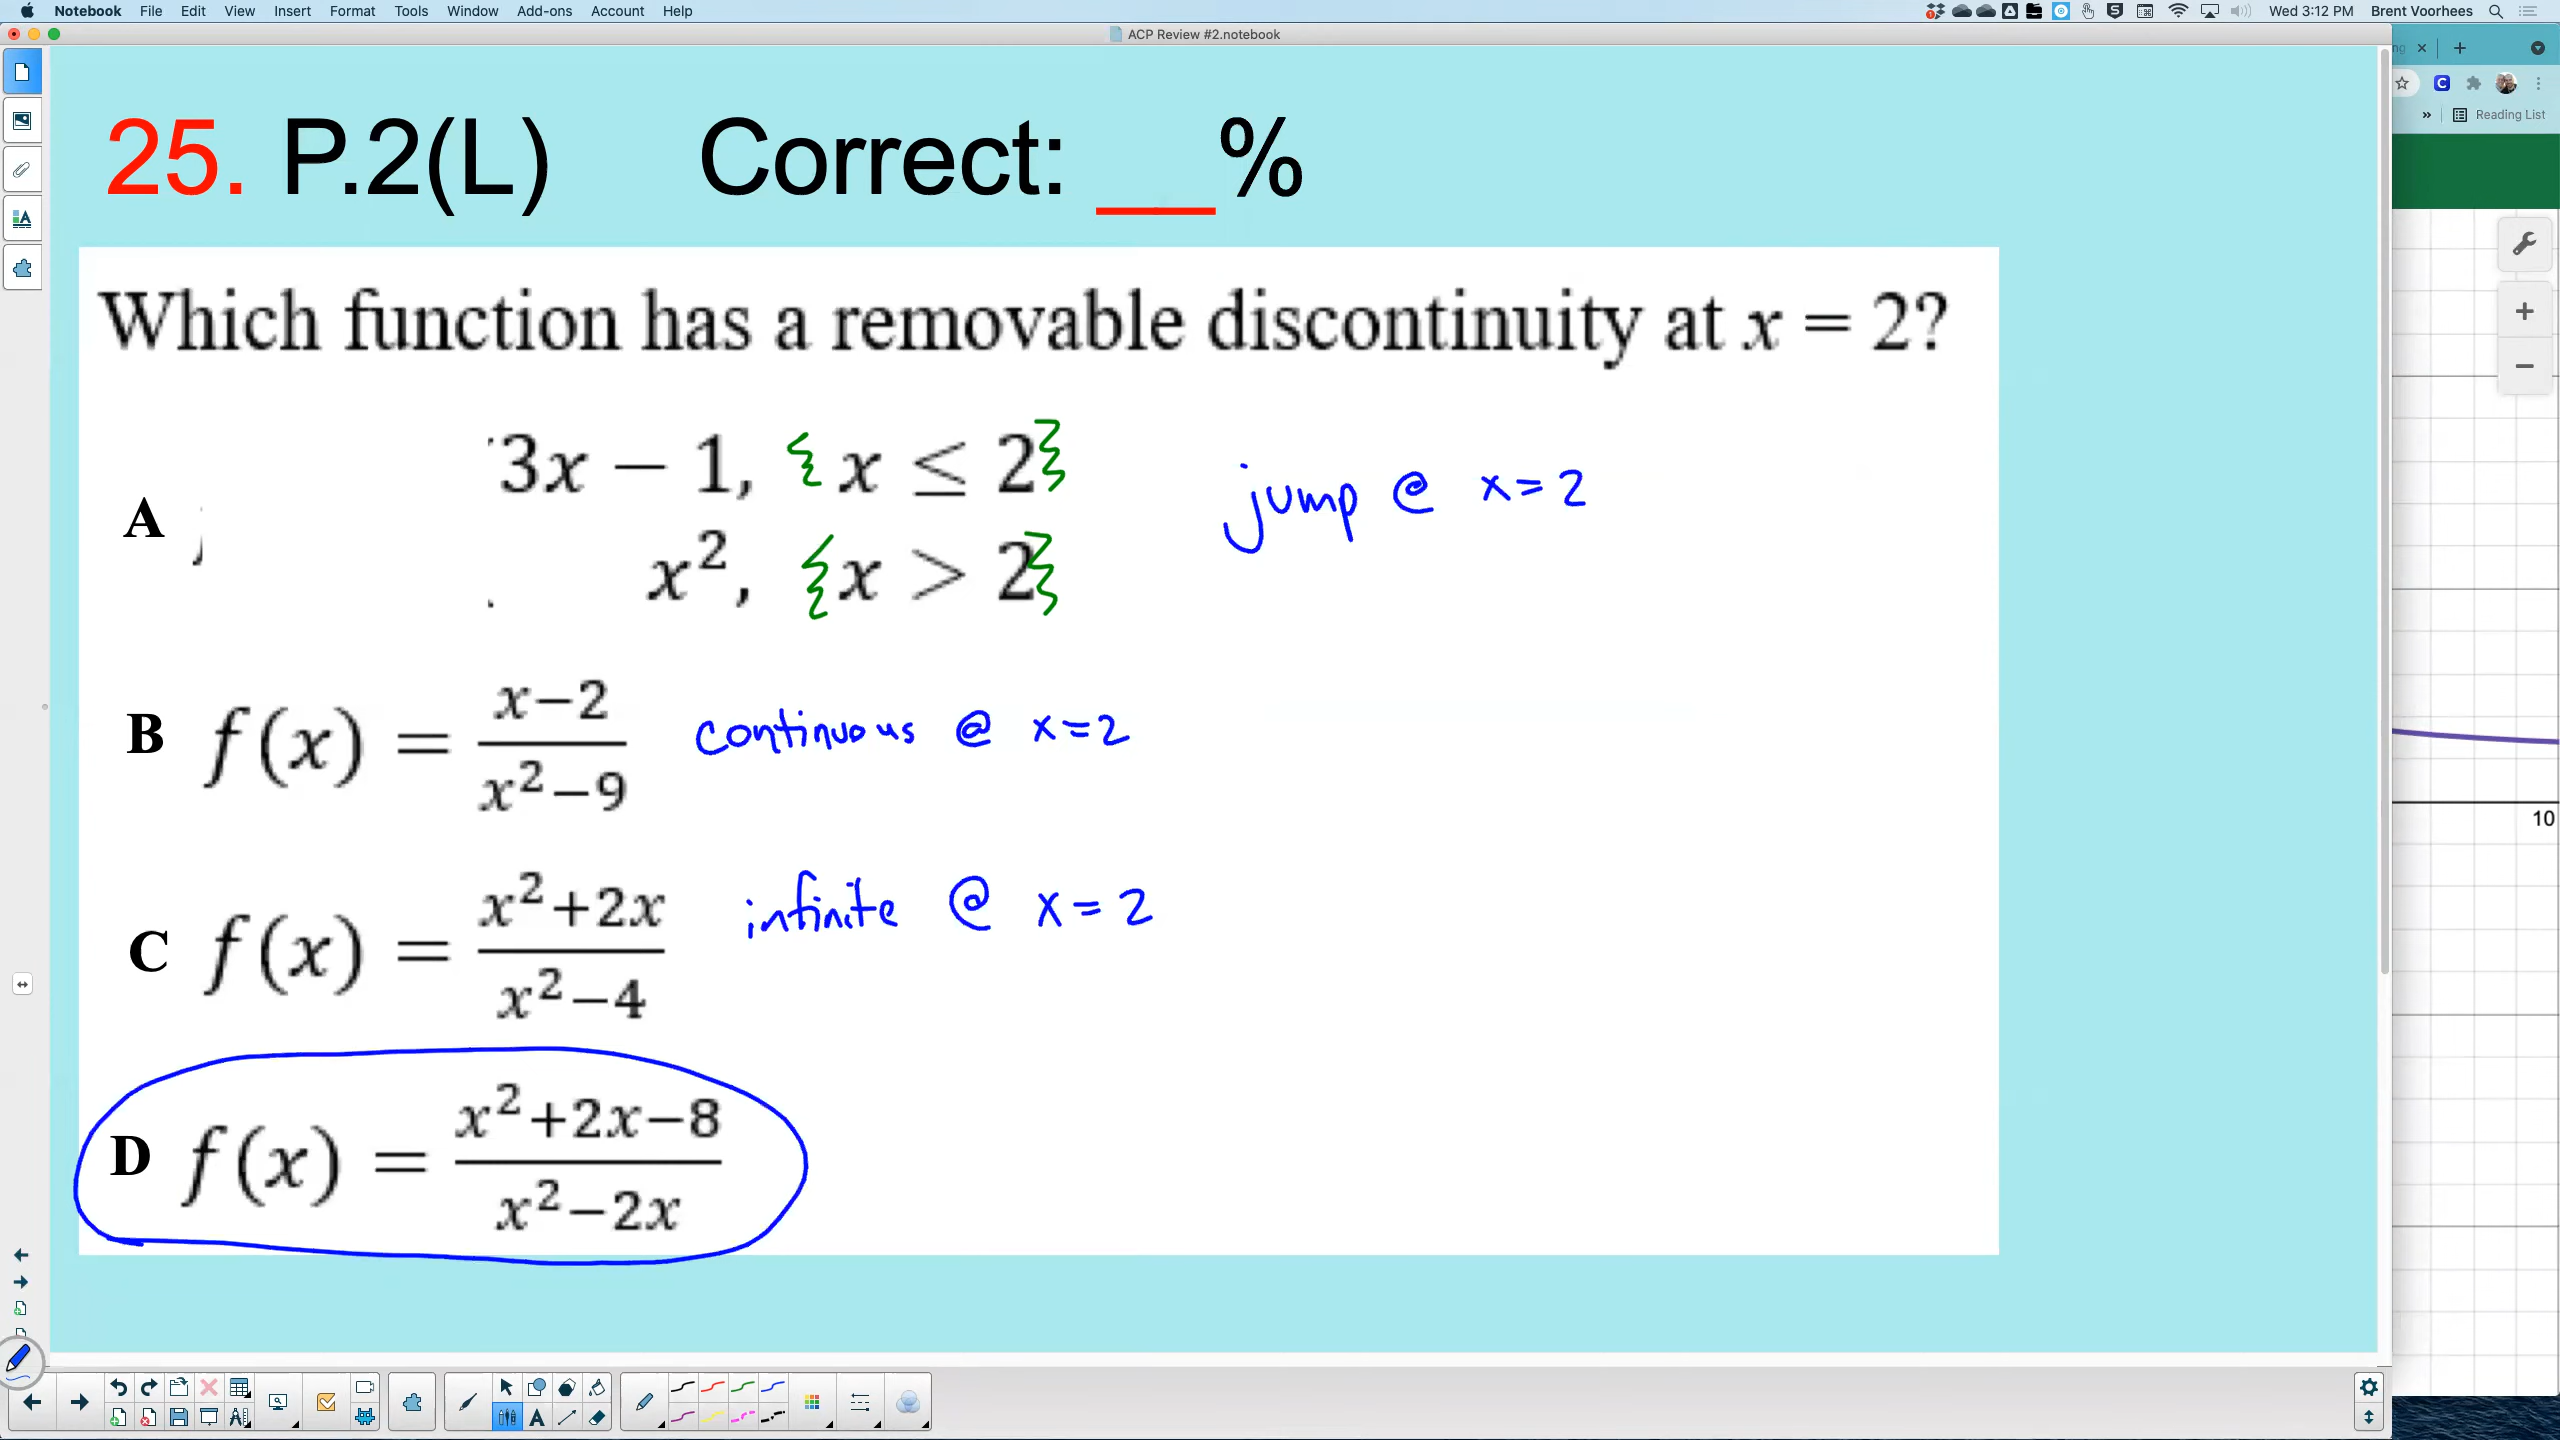 Notebook File Edit View Insert Format Tools Window Add-ons Account Help
Wed 3:12 PM Brent Voorhees
ACP Review #2.notebook
Reading List
25. P.2(L) Correct: ___%
Which function has a removable discontinuity at x = 2?
A
3x − 1, { x ≤ 2 }
x², { x > 2 }
jump @ x = 2
B f(x) = (x−2)/(x²−9) continuous @ x = 2
C f(x) = (x²+2x)/(x²−4) infinite @ x = 2
D f(x) = (x²+2x−8)/(x²−2x)
10